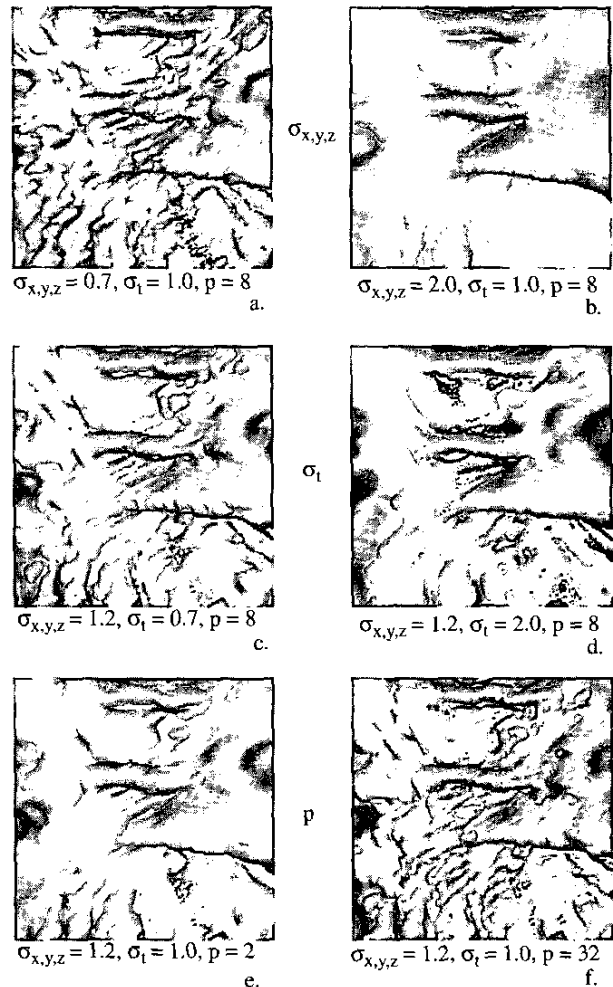 σx,y,z
σx,y,z = 0.7, σt = 1.0, p = 8
a.
σx,y,z = 2.0, σt = 1.0, p = 8
b.
σt
σx,y,z = 1.2, σt = 0.7, p = 8
c.
σx,y,z = 1.2, σt = 2.0, p = 8
d.
p
σx,y,z = 1.2, σt = 1.0, p = 2
e.
σx,y,z = 1.2, σt = 1.0, p = 32
f.